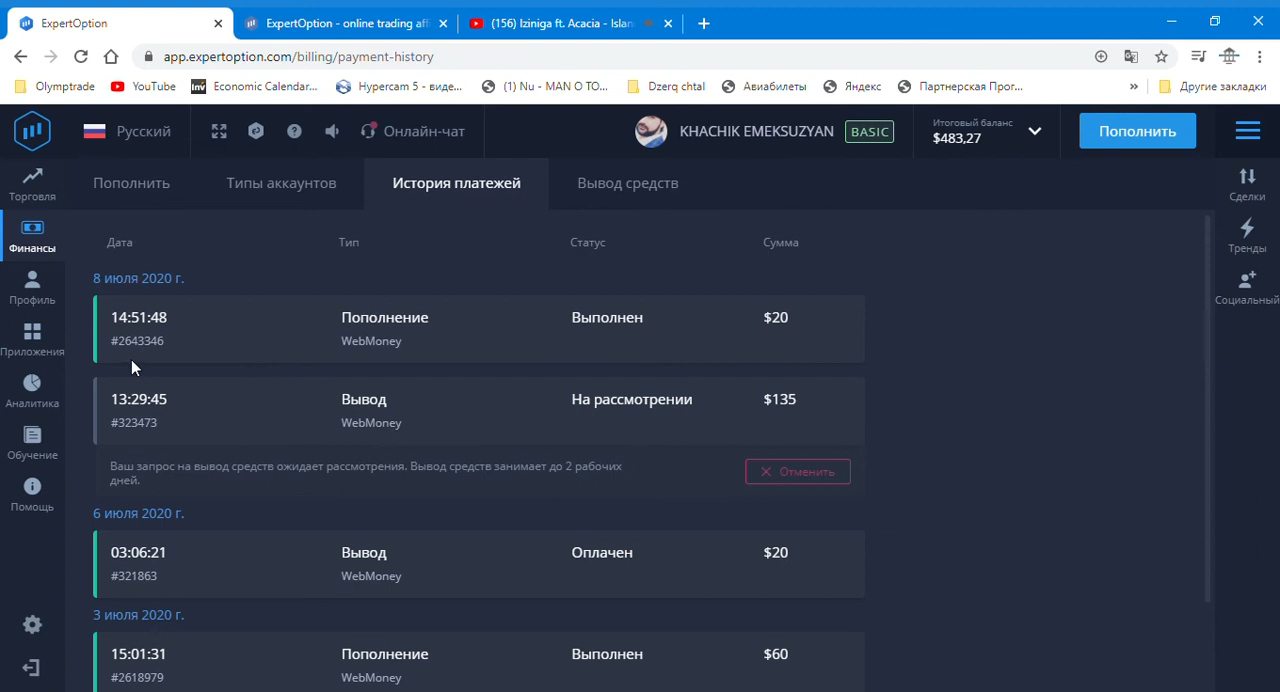 ExpertOption
ExpertOption - online trading aff
(156) Iziniga ft. Acacia - Islan
app.expertoption.com/billing/payment-history
Olymptrade
YouTube
Inv
Economic Calendar...
Hypercam 5 - виде...
(1) Nu - MAN O TO...
Dzerq chtal
Авиабилеты
Яндекс
Партнерская Прог...
»
Другие закладки
Русский
Онлайн-чат
KHACHIK EMEKSUZYAN
BASIC
Итоговый баланс
$483,27
Пополнить
Торговля
Финансы
Профиль
Приложения
Аналитика
Обучение
Помощь
Пополнить
Типы аккаунтов
История платежей
Вывод средств
Дата
Тип
Статус
Сумма
8 июля 2020 г.
14:51:48 Пополнение Выполнен $20
#2643346 WebMoney
13:29:45 Вывод На рассмотрении $135
#323473 WebMoney
Ваш запрос на вывод средств ожидает рассмотрения. Вывод средств занимает до 2 рабочих
дней.
Отменить
6 июля 2020 г.
03:06:21 Вывод Оплачен $20
#321863 WebMoney
3 июля 2020 г.
15:01:31 Пополнение Выполнен $60
#2618979 WebMoney
Сделки
Тренды
Социальный